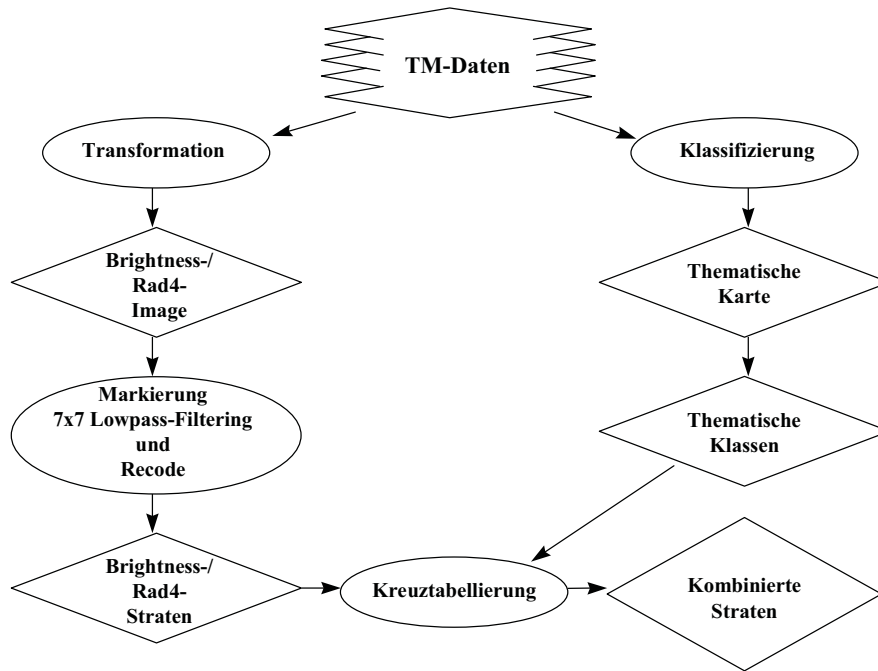 TM-Daten
Transformation
Klassifizierung
Brightness-/
Rad4-
Image
Thematische
Karte
Markierung
7x7 Lowpass-Filtering
und
Recode
Thematische
Klassen
Brightness-/
Rad4-
Straten
Kreuztabellierung
Kombinierte
Straten